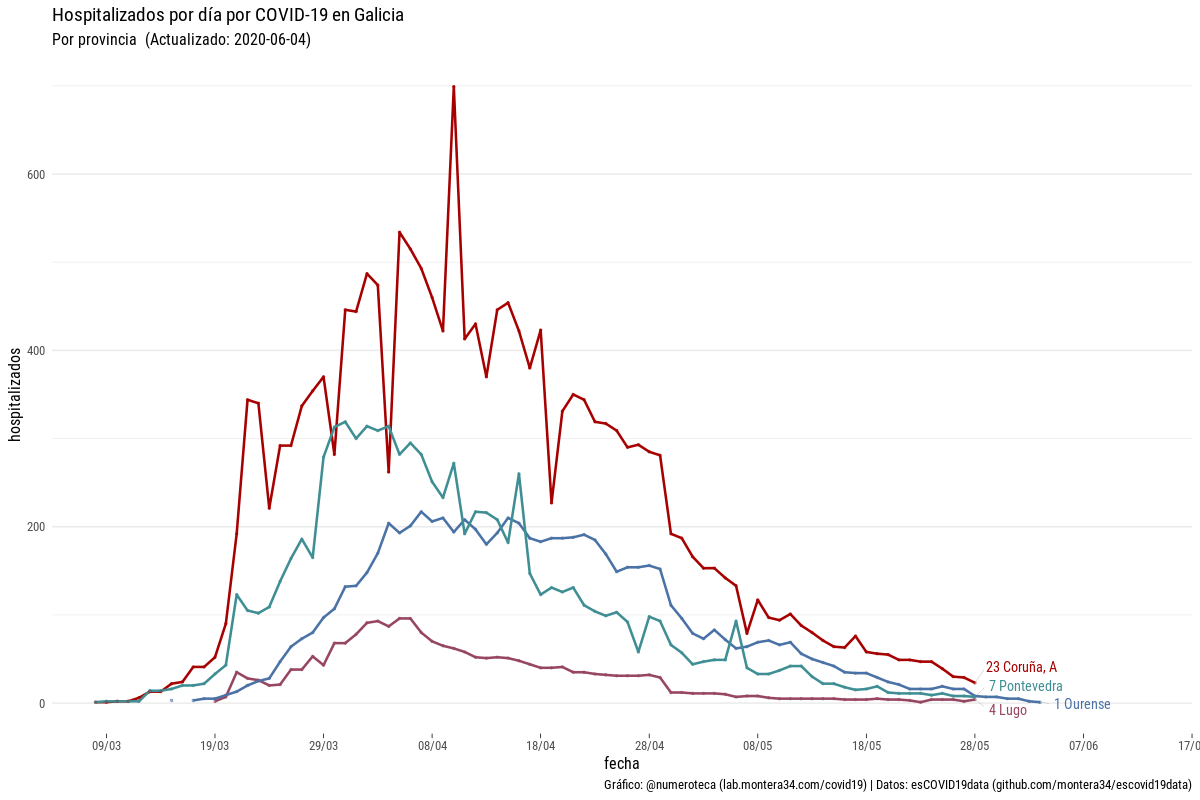 Hospitalizados por día por COVID-19 en Galicia
Por provincia  (Actualizado: 2020-06-04)
hospitalizados
600
400
200
0
23 Coruña, A
7 Pontevedra
1 Ourense
4 Lugo
09/03
19/03
29/03
08/04
18/04
28/04
08/05
18/05
28/05
07/06
17/0
fecha
Gráfico: @numeroteca (lab.montera34.com/covid19) | Datos: esCOVID19data (github.com/montera34/escovid19data)